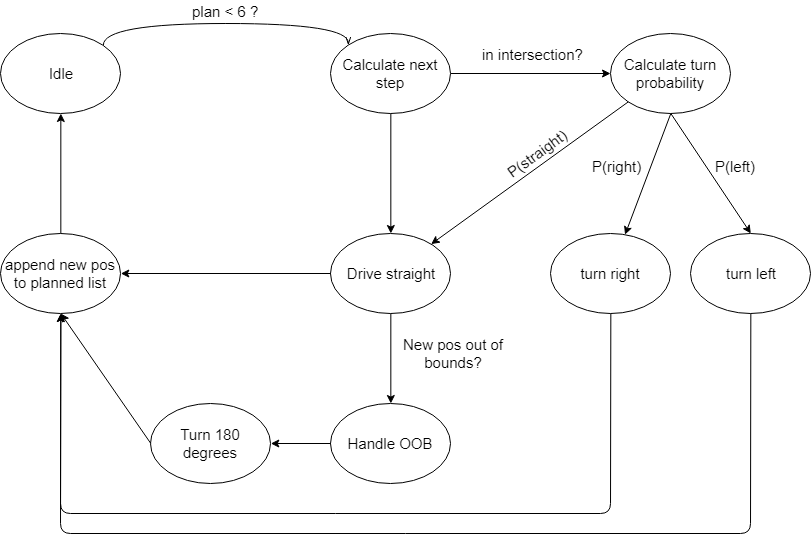 plan < 6 ?
Idle
Calculate next
step
in intersection?
Calculate turn
probability
P(straight)
P(right)
P(left)
append new pos
to planned list
Drive straight
turn right
turn left
New pos out of
bounds?
Turn 180
degrees
Handle OOB